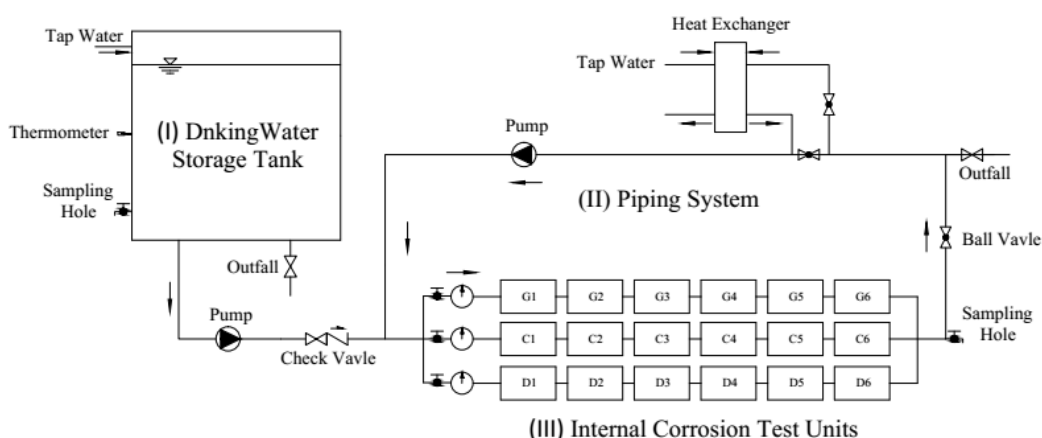 Tap Water
Heat Exchanger
Tap Water
Thermometer
(I) DnkingWater
Storage Tank
Pump
Sampling
Hole
(II) Piping System
Outfall
Ball Vavle
Outfall
Pump
Check Vavle
G1 G2 G3 G4 G5 G6
C1 C2 C3 C4 C5 C6
D1 D2 D3 D4 D5 D6
Sampling
Hole
(III) Internal Corrosion Test Units